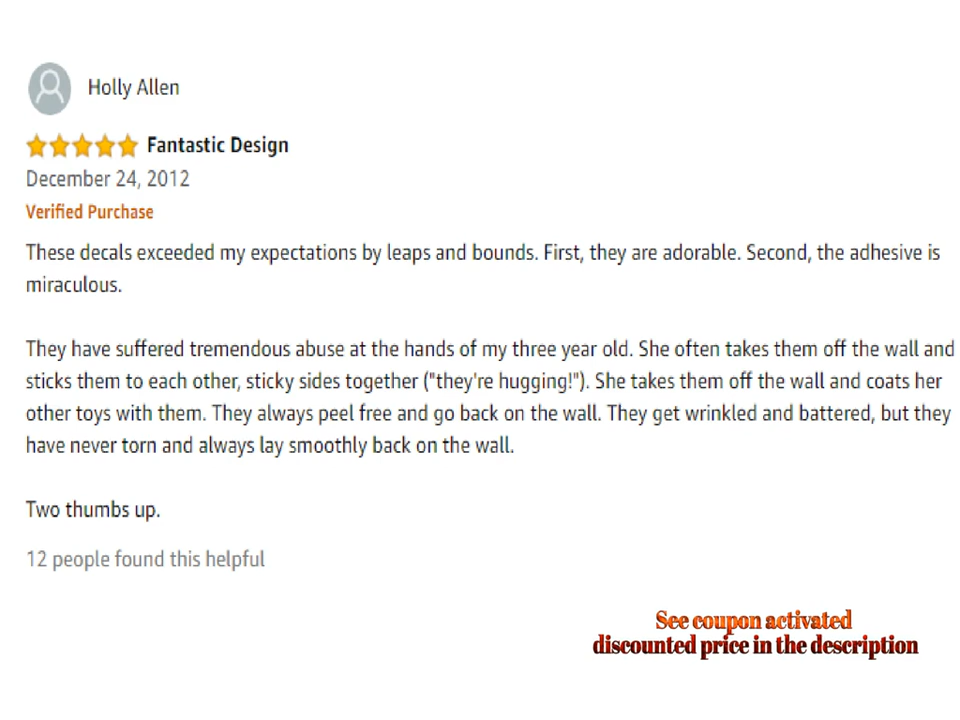 Holly Allen
Fantastic Design
December 24, 2012
Verified Purchase
These decals exceeded my expectations by leaps and bounds. First, they are adorable. Second, the adhesive is
miraculous.
They have suffered tremendous abuse at the hands of my three year old. She often takes them off the wall and
sticks them to each other, sticky sides together ("they're hugging!"). She takes them off the wall and coats her
other toys with them. They always peel free and go back on the wall. They get wrinkled and battered, but they
have never torn and always lay smoothly back on the wall.
Two thumbs up.
12 people found this helpful
See coupon activated
discounted price in the description